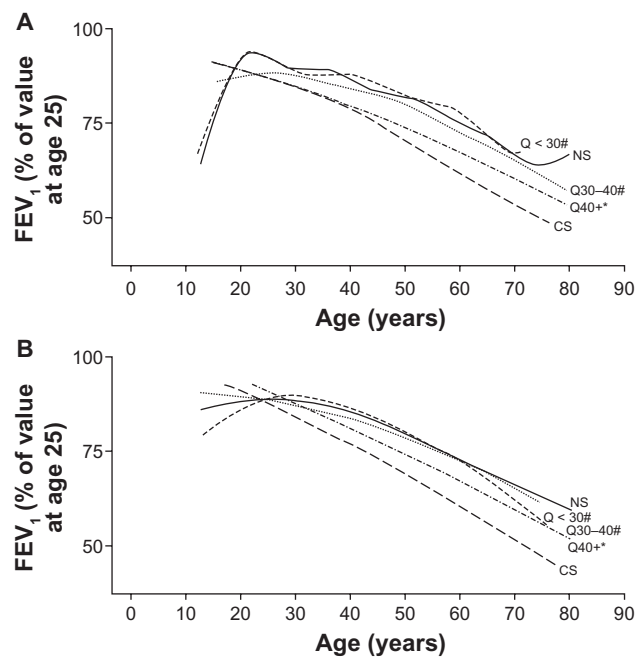 A
FEV₁ (% of value
at age 25)
100
75
50
Q < 30#
NS
Q30–40#
Q40+*
CS
0 10 20 30 40 50 60 70 80 90
Age (years)
B
FEV₁ (% of value
at age 25)
100
75
50
NS
Q < 30#
Q30–40#
Q40+*
CS
0 10 20 30 40 50 60 70 80 90
Age (years)